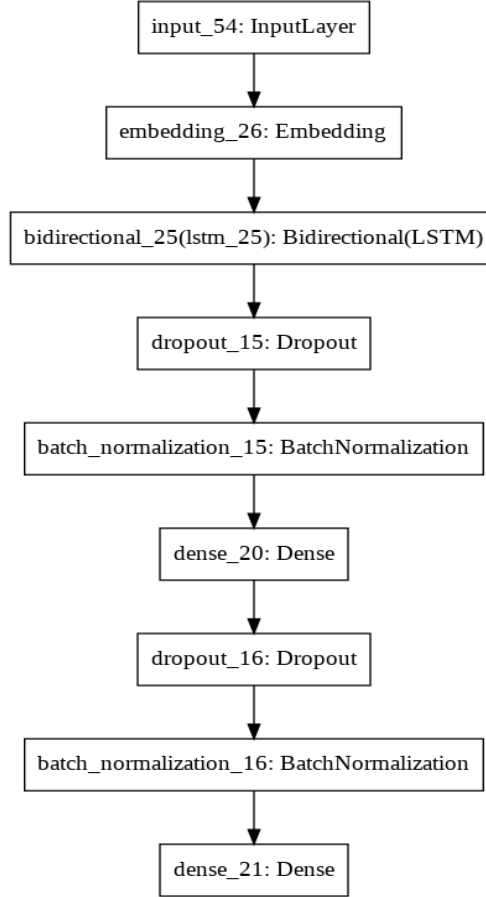 input_54: InputLayer
embedding_26: Embedding
bidirectional_25(lstm_25): Bidirectional(LSTM)
dropout_15: Dropout
batch_normalization_15: BatchNormalization
dense_20: Dense
dropout_16: Dropout
batch_normalization_16: BatchNormalization
dense_21: Dense